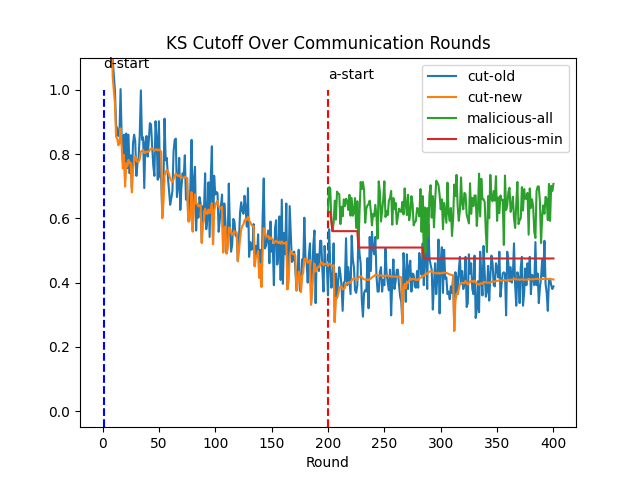 KS Cutoff Over Communication Rounds
d-start
a-start
cut-old
cut-new
malicious-all
malicious-min
1.0
0.8
0.6
0.4
0.2
0.0
0 50 100 150 200 250 300 350 400
Round